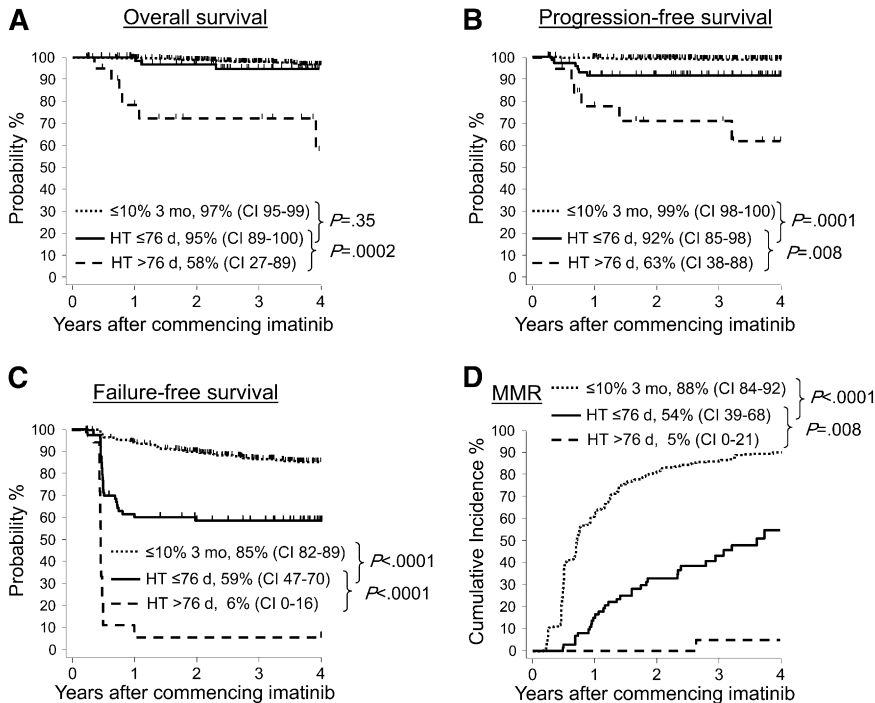 A
Overall survival
100
90
80
70
60
50
40
30
20
10
0
Probability %
≤10% 3 mo, 97% (CI 95-99)
HT ≤76 d, 95% (CI 89-100)
HT >76 d, 58% (CI 27-89)
P=.35
P=.0002
0 1 2 3 4
Years after commencing imatinib
B
Progression-free survival
100
90
80
70
60
50
40
30
20
10
0
Probability %
≤10% 3 mo, 99% (CI 98-100)
HT ≤76 d, 92% (CI 85-98)
HT >76 d, 63% (CI 38-88)
P=.0001
P=.008
0 1 2 3 4
Years after commencing imatinib
C
Failure-free survival
100
90
80
70
60
50
40
30
20
10
0
Probability %
≤10% 3 mo, 85% (CI 82-89)
HT ≤76 d, 59% (CI 47-70)
HT >76 d, 6% (CI 0-16)
P<.0001
P<.0001
0 1 2 3 4
Years after commencing imatinib
D
MMR
≤10% 3 mo, 88% (CI 84-92)
HT ≤76 d, 54% (CI 39-68)
HT >76 d, 5% (CI 0-21)
P<.0001
P=.008
100
90
80
70
60
50
40
30
20
10
0
Cumulative Incidence %
0 1 2 3 4
Years after commencing imatinib